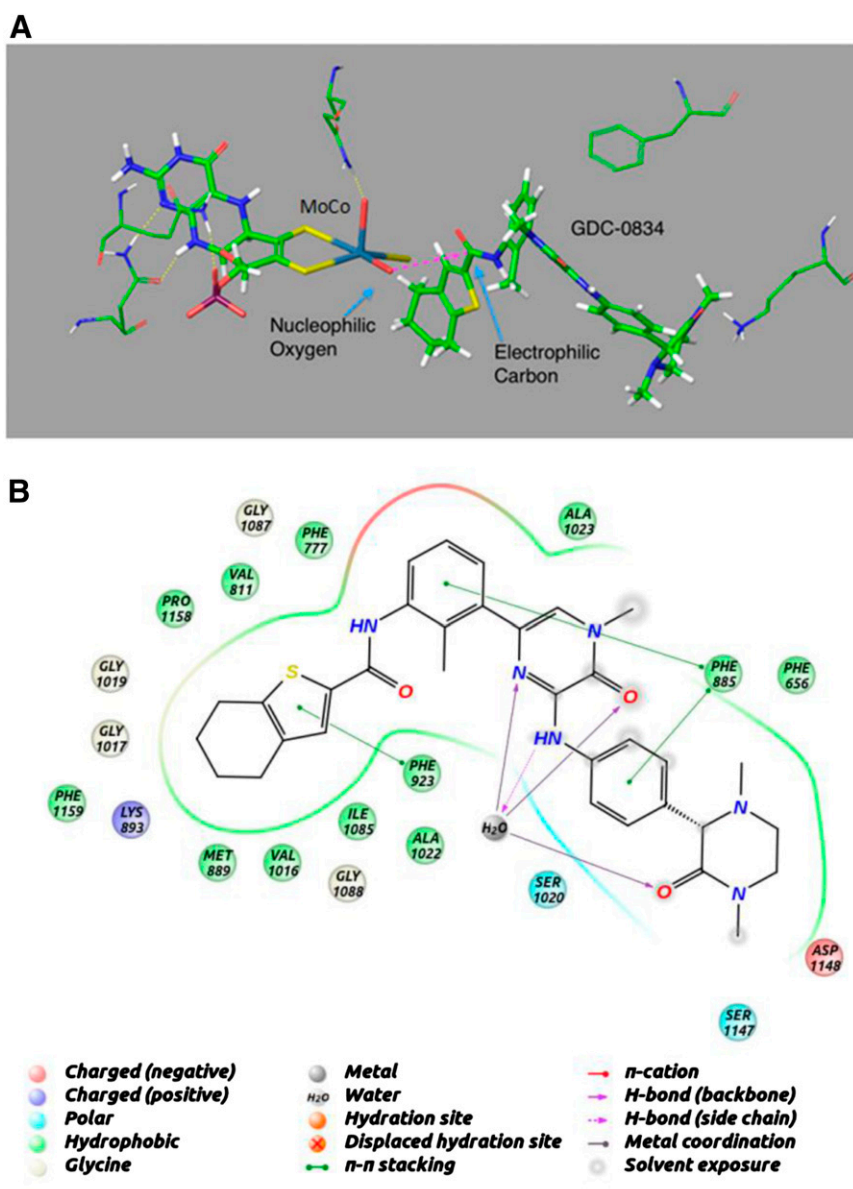 A
MoCo
GDC-0834
Nucleophilic
Oxygen
Electrophilic
Carbon
B
GLY
1087
PHE
777
ALA
1023
VAL
811
PRO
1158
HN
N
S
GLY
1019
O
N
O
PHE
885
PHE
656
GLY
1017
HN
PHE
923
PHE
1159
LYS
893
ILE
1085
H₂O
N
MET
889
VAL
1016
ALA
1022
GLY
1088
SER
1020
O
N
ASP
1148
SER
1147
Charged (negative)
Metal
π-cation
Charged (positive)
H₂O Water
H-bond (backbone)
Polar
Hydration site
H-bond (side chain)
Hydrophobic
Displaced hydration site
Metal coordination
Glycine
π-π stacking
Solvent exposure